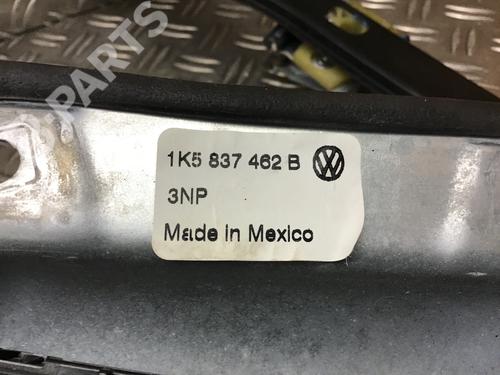 B-PARTS
1K5 837 462 B
3NP
Made in Mexico